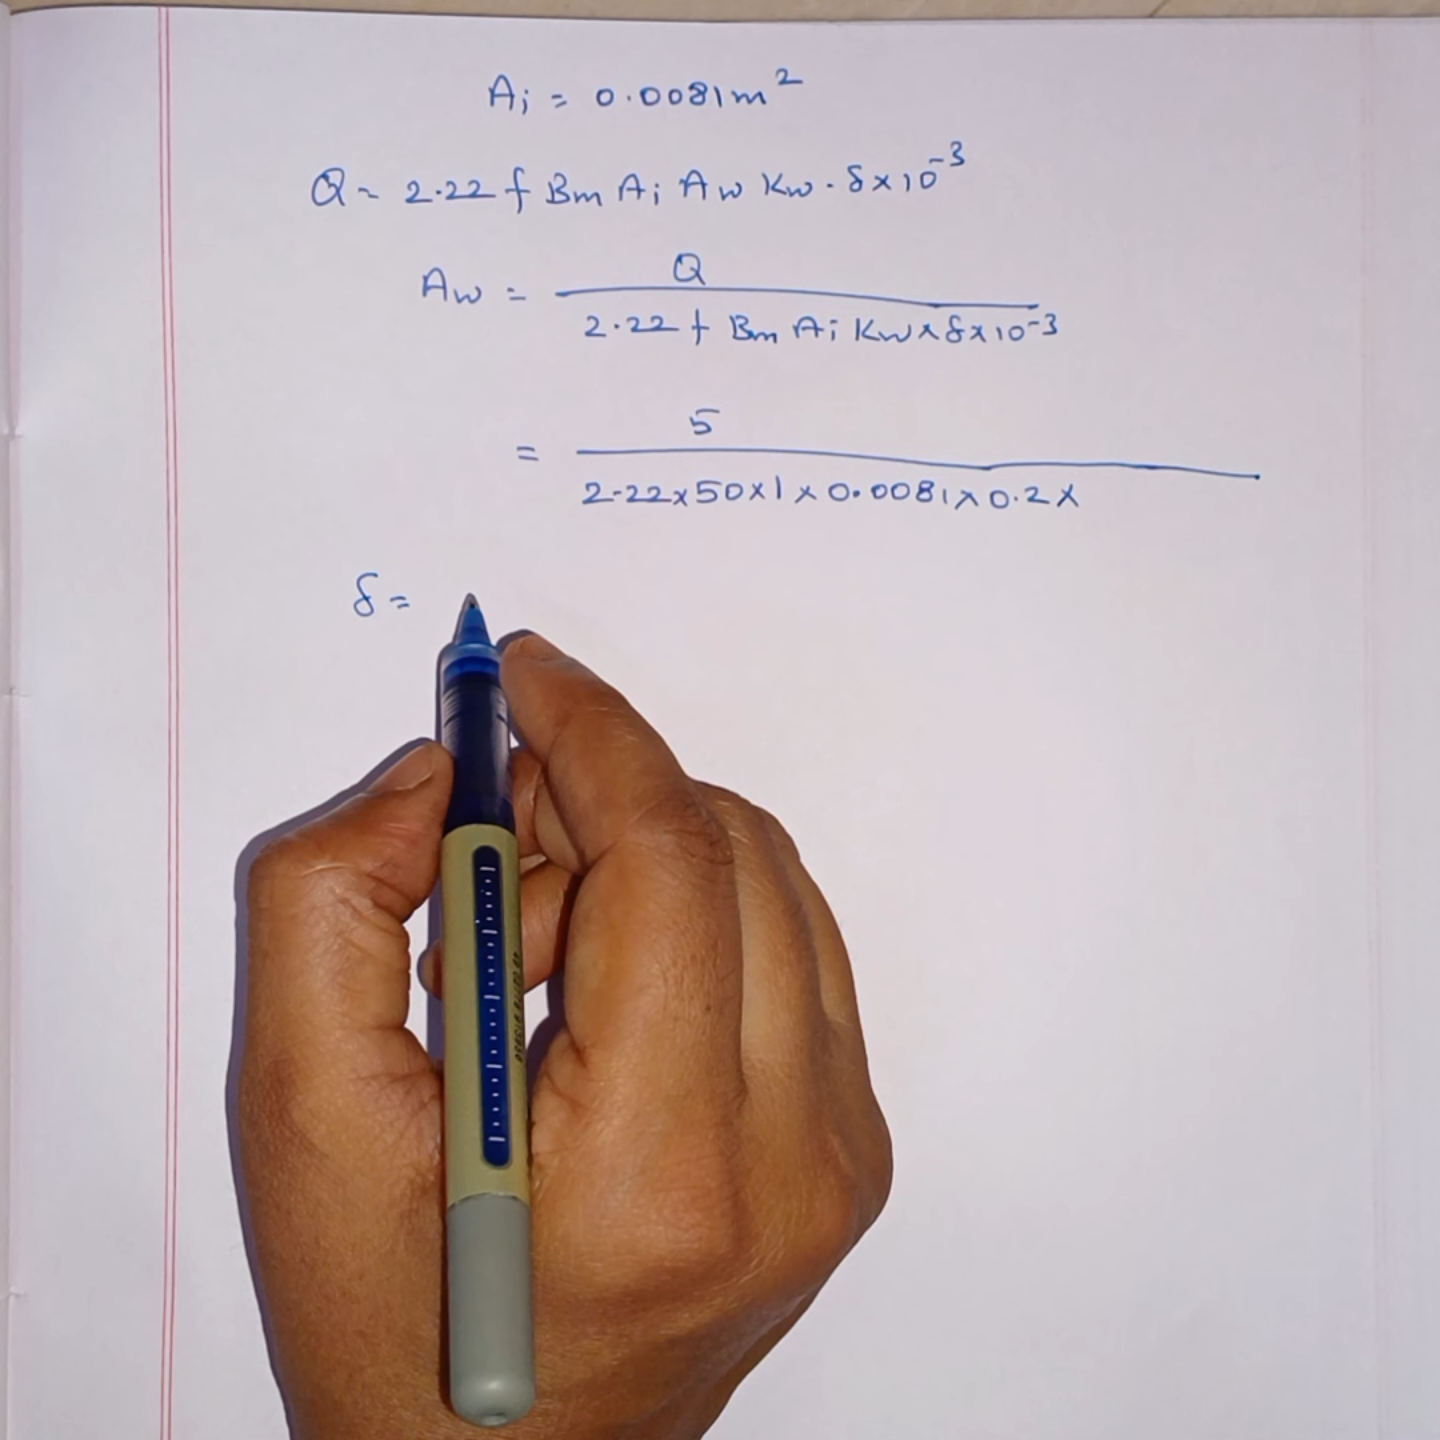 Ai = 0.0081m²
Q = 2.22 f Bm Ai Aw Kw . δ×10⁻³
Aw = Q
2.22 f Bm Ai Kw×δ×10⁻³
= 5
2.22×50×1×0.0081×0.2×
δ =